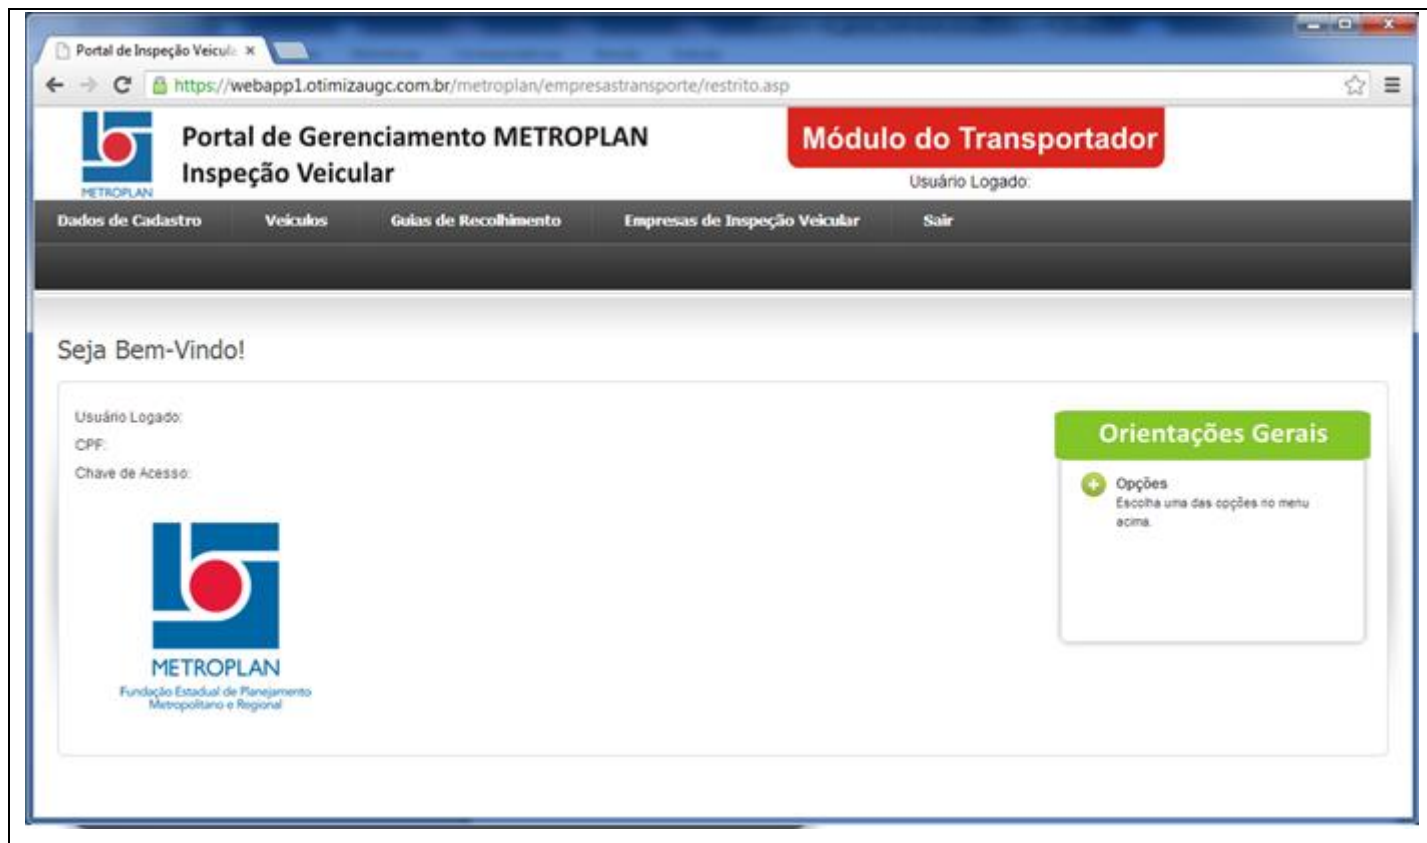 Portal de Inspeção Veicula
https://webapp1.otimizaugc.com.br/metroplan/empresastransporte/restrito.asp
METROPLAN
Portal de Gerenciamento METROPLAN
Inspeção Veicular
Módulo do Transportador
Usuário Logado:
Dados de Cadastro Veículos Guias de Recolhimento Empresas de Inspeção Veicular Sair
Seja Bem-Vindo!
Usuário Logado:
CPF:
Chave de Acesso:
METROPLAN
Fundação Estadual de Planejamento
Metropolitano e Regional
Orientações Gerais
Opções
Escolha uma das opções no menu
acima.